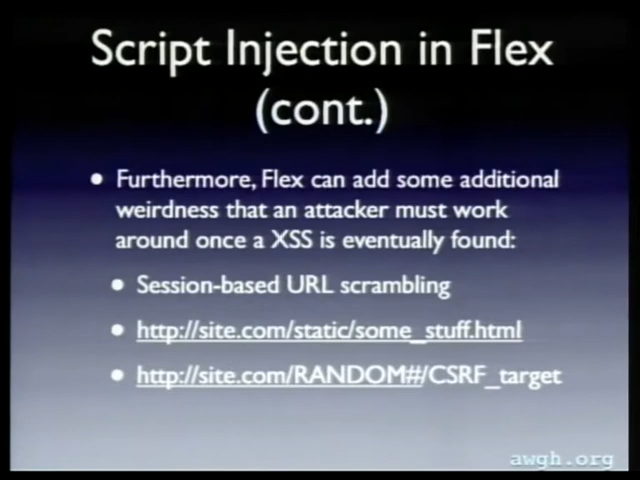 Script Injection in Flex
(cont.)
• Furthermore, Flex can add some additional
weirdness that an attacker must work
around once a XSS is eventually found:
• Session-based URL scrambling
• http://site.com/static/some_stuff.html
• http://site.com/RANDOM#/CSRF_target
awgh.org